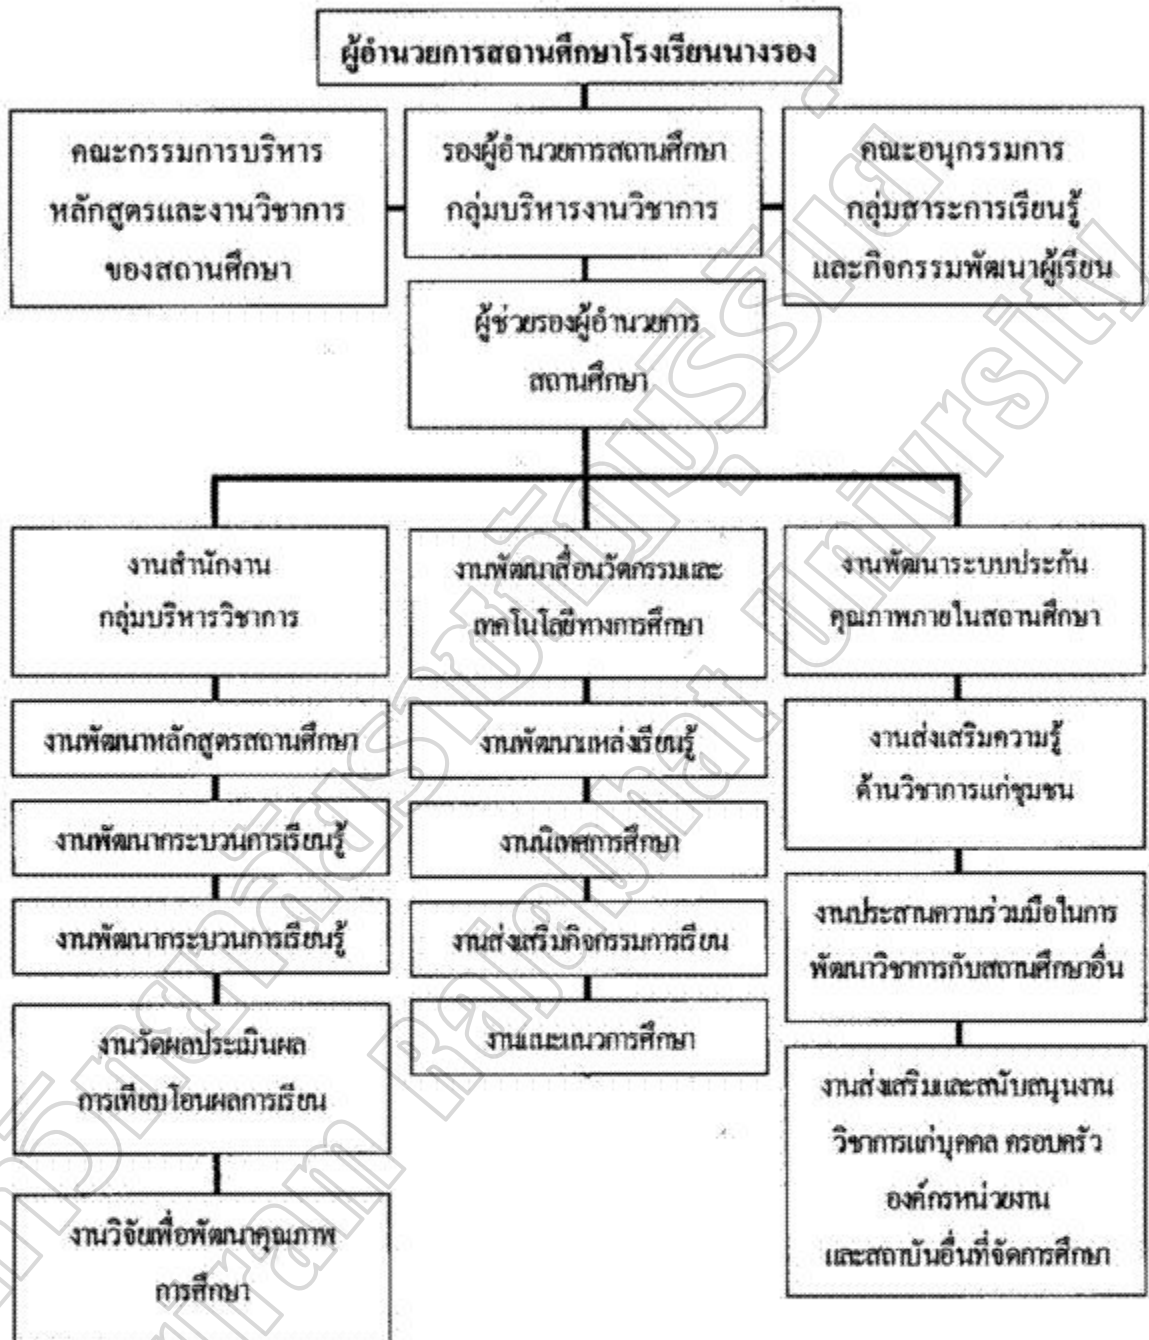 ผู้อำนวยการสถานศึกษาโรงเรียนนางรอง
คณะกรรมการบริหาร
หลักสูตรและงานวิชาการ
ของสถานศึกษา
รองผู้อำนวยการสถานศึกษา
กลุ่มบริหารงานวิชาการ
คณะอนุกรรมการ
กลุ่มสาระการเรียนรู้
และกิจกรรมพัฒนาผู้เรียน
ผู้ช่วยรองผู้อำนวยการ
สถานศึกษา
งานสำนักงาน
กลุ่มบริหารวิชาการ
งานพัฒนาหลักสูตรสถานศึกษา
งานพัฒนากระบวนการเรียนรู้
งานพัฒนากระบวนการเรียนรู้
งานวัดผลประเมินผล
การเทียบโอนผลการเรียน
งานวิจัยเพื่อพัฒนาคุณภาพ
การศึกษา
งานพัฒนาสื่อนวัตกรรมและ
เทคโนโลยีทางการศึกษา
งานพัฒนาแหล่งเรียนรู้
งานนิเทศการศึกษา
งานส่งเสริมกิจกรรมการเรียน
งานแนะแนวการศึกษา
งานพัฒนาระบบประกัน
คุณภาพภายในสถานศึกษา
งานส่งเสริมความรู้
ด้านวิชาการแก่ชุมชน
งานประสานความร่วมมือในการ
พัฒนาวิชาการกับสถานศึกษาอื่น
งานส่งเสริมและสนับสนุนงาน
วิชาการแก่บุคคล ครอบครัว
องค์กรหน่วยงาน
และสถาบันอื่นที่จัดการศึกษา
Rajabhat Univrsity